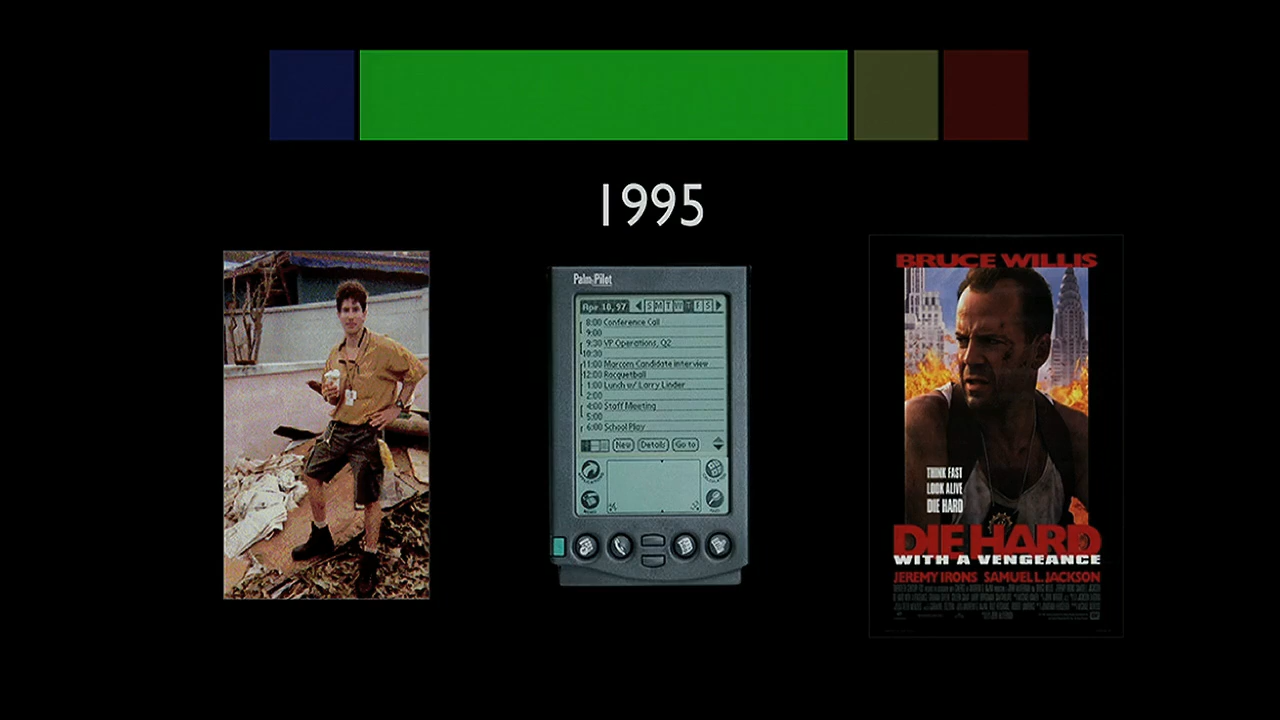 1995
PalmPilot
Apr 10, 97
S M T W T F S
8:00 Conference Call
9:00
9:30 VP Operations, Q2
10:30
11:00 Marcom Candidate interview
12:00 Racquetball
1:00 Lunch w/ Larry Linder
2:00
4:00 Staff Meeting
5:00
6:00 School Play
New Details Go to
BRUCE WILLIS
THINK FAST
LOOK ALIVE
DIE HARD
DIE HARD
WITH A VENGEANCE
JEREMY IRONS SAMUEL L. JACKSON